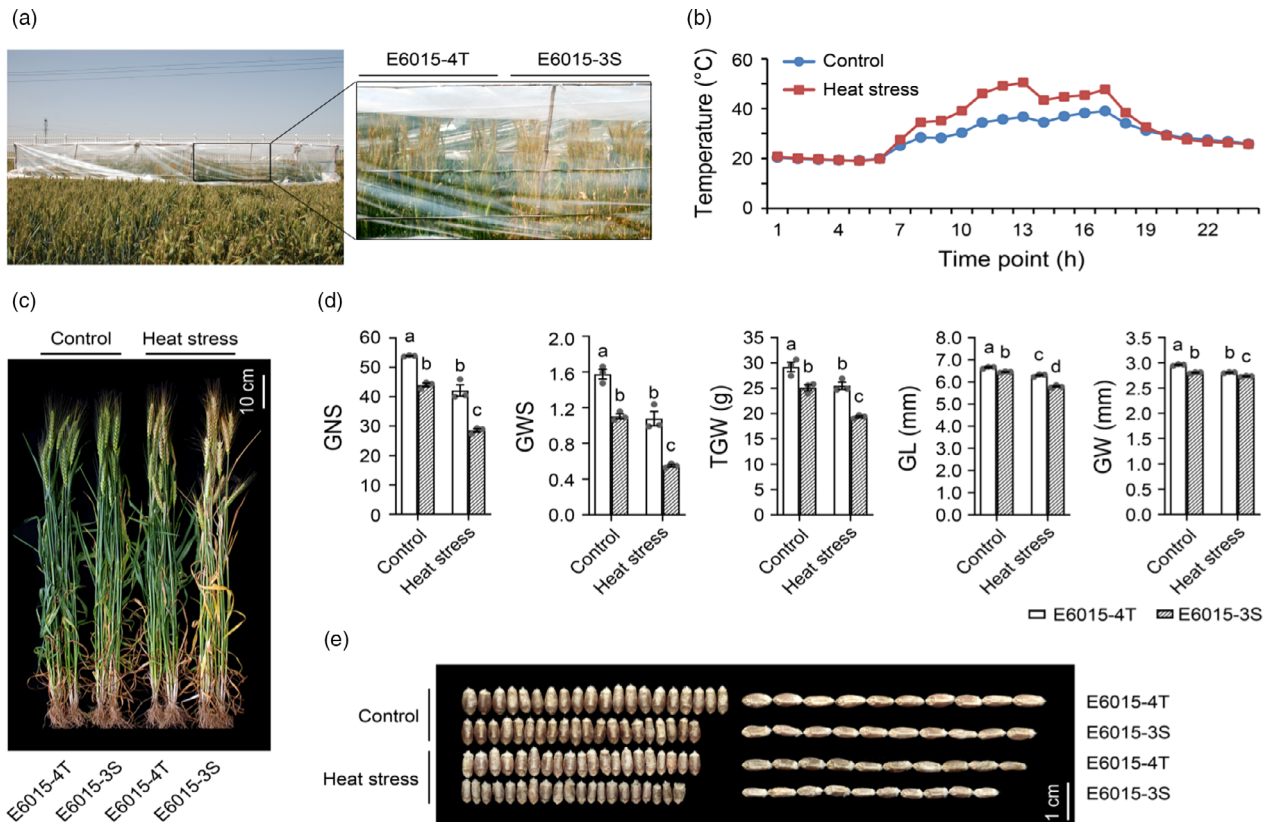 (a)
E6015-4T
E6015-3S
(b)
Temperature (°C)
60
40
20
0
Control
Heat stress
1
4
7
10
13
16
19
22
Time point (h)
(c)
Control
Heat stress
10 cm
E6015-4T
E6015-3S
E6015-4T
E6015-3S
(d)
GNS
60
50
40
30
20
10
0
a
b
b
c
Control
Heat stress
GWS
2.0
1.6
1.2
0.8
0.4
0.0
a
b
b
c
Control
Heat stress
TGW (g)
35
30
25
20
15
10
5
0
a
b
b
c
Control
Heat stress
GL (mm)
8.0
7.0
6.0
5.0
4.0
3.0
2.0
1.0
0.0
a
b
c
d
Control
Heat stress
GW (mm)
3.5
3.0
2.5
2.0
1.5
1.0
0.5
0.0
a
b
b
c
Control
Heat stress
E6015-4T
E6015-3S
(e)
Control
Heat stress
E6015-4T
E6015-3S
E6015-4T
E6015-3S
1 cm